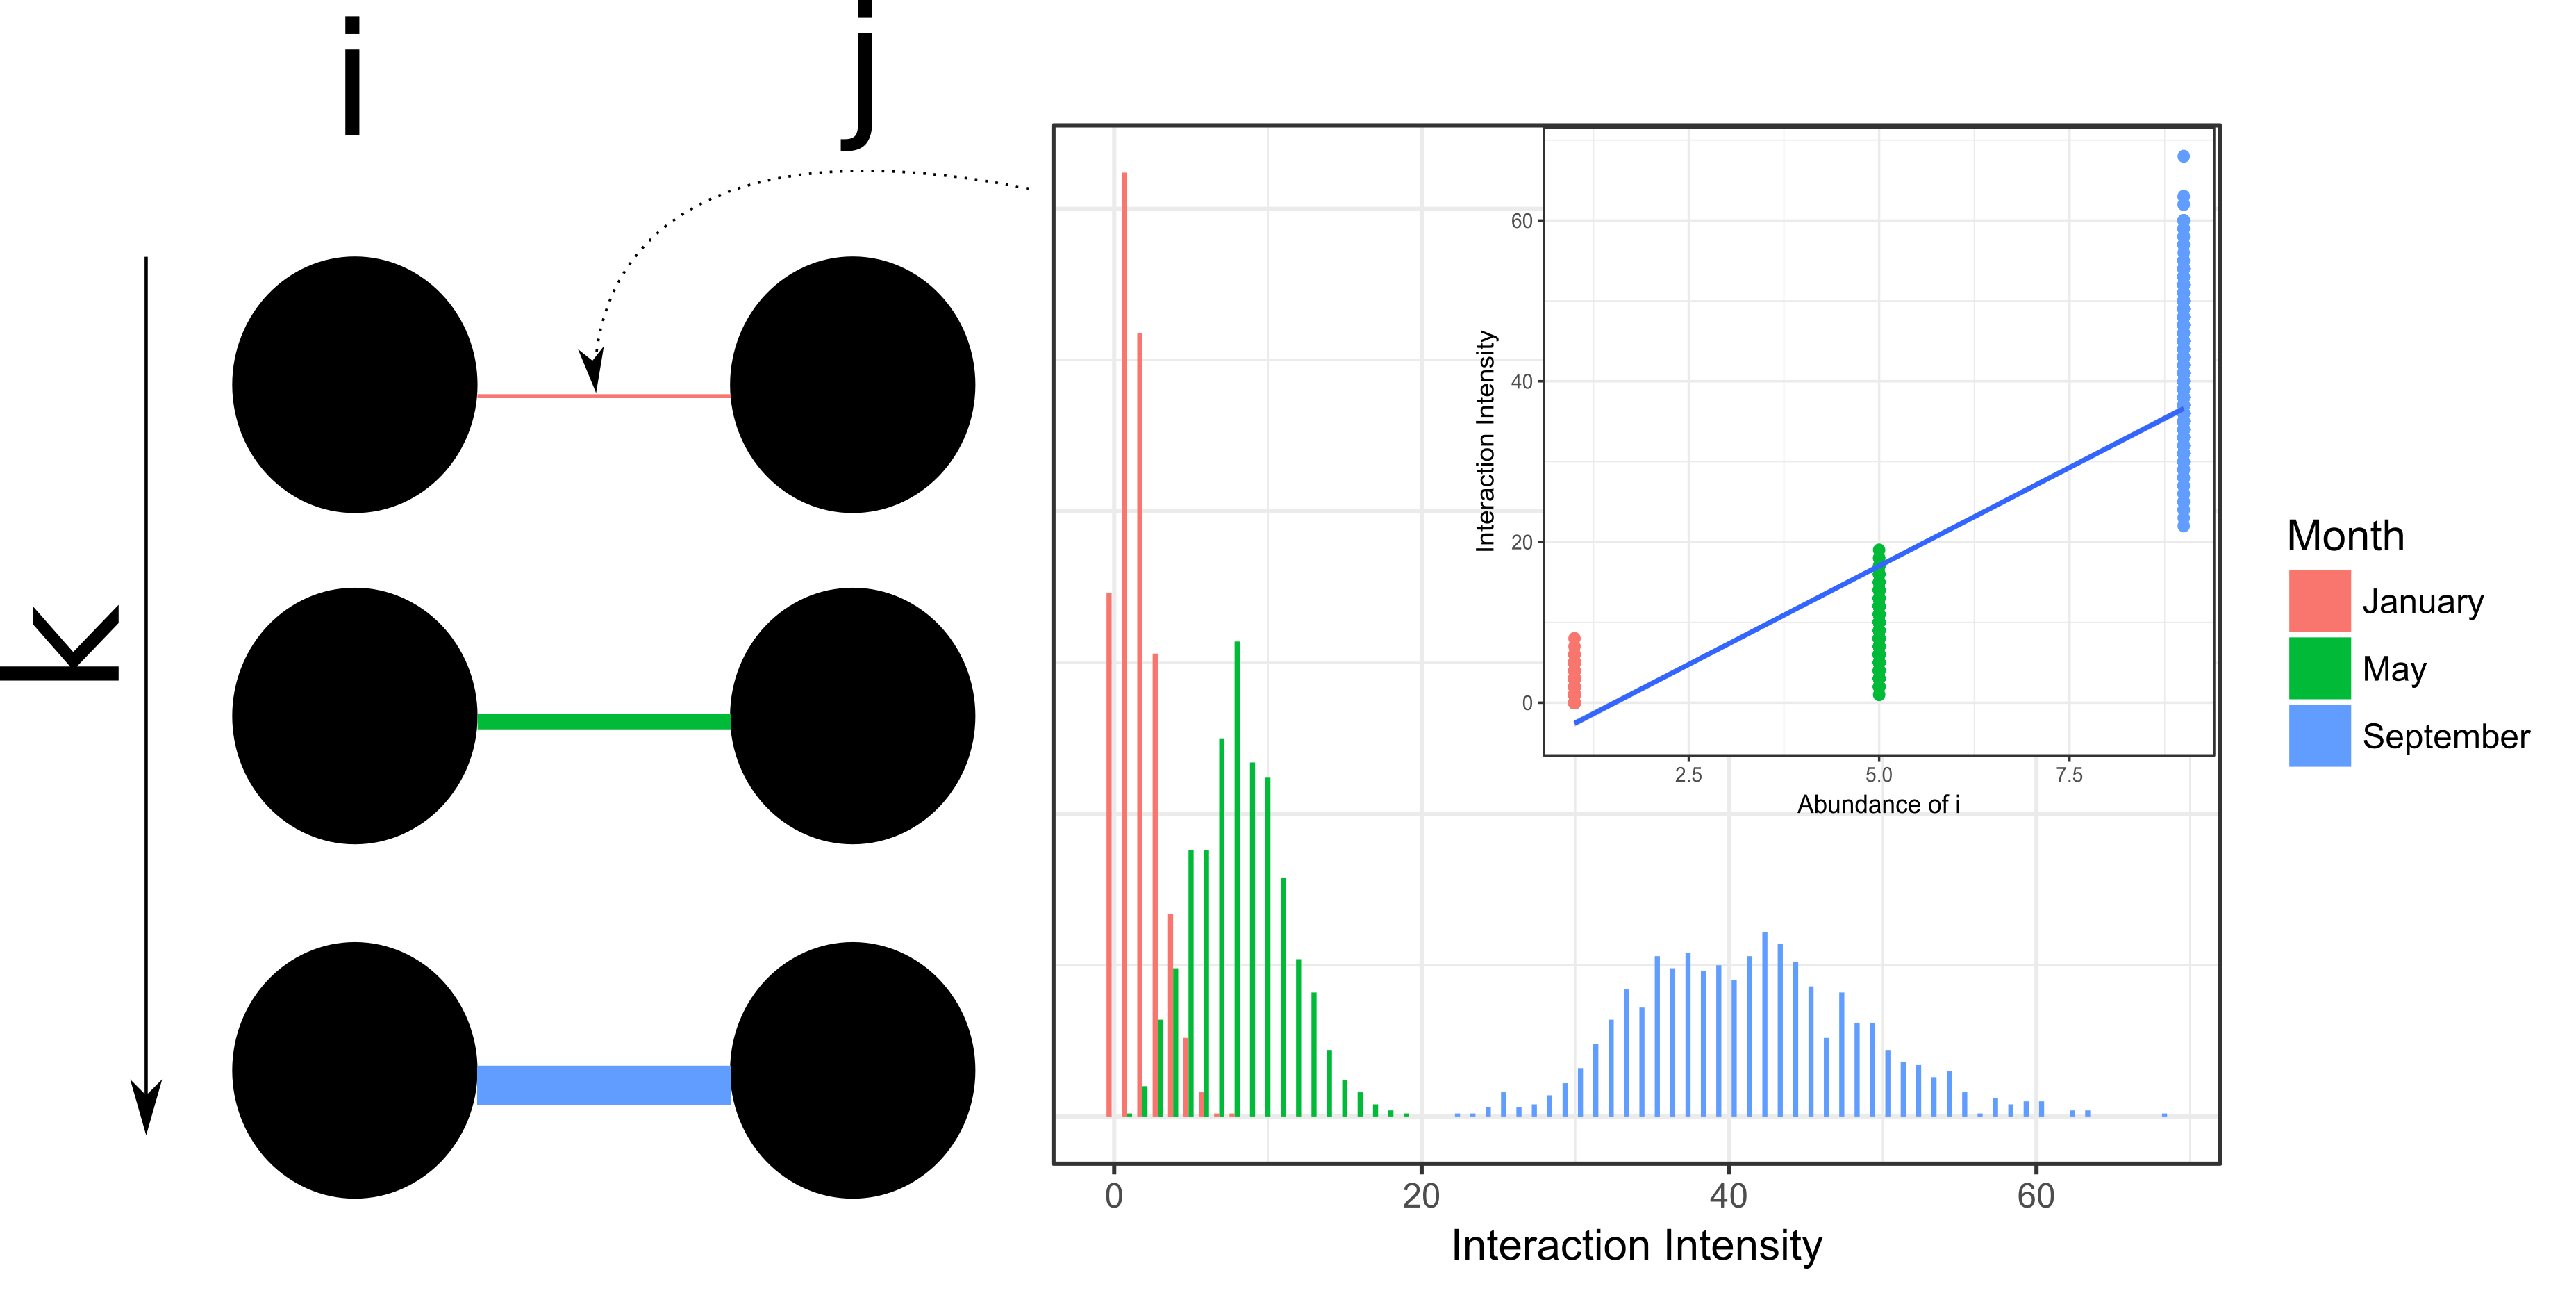 i
j
k
60
40
20
0
Interaction Intensity
2.5 5.0 7.5
Abundance of i
Month
January
May
September
0 20 40 60
Interaction Intensity